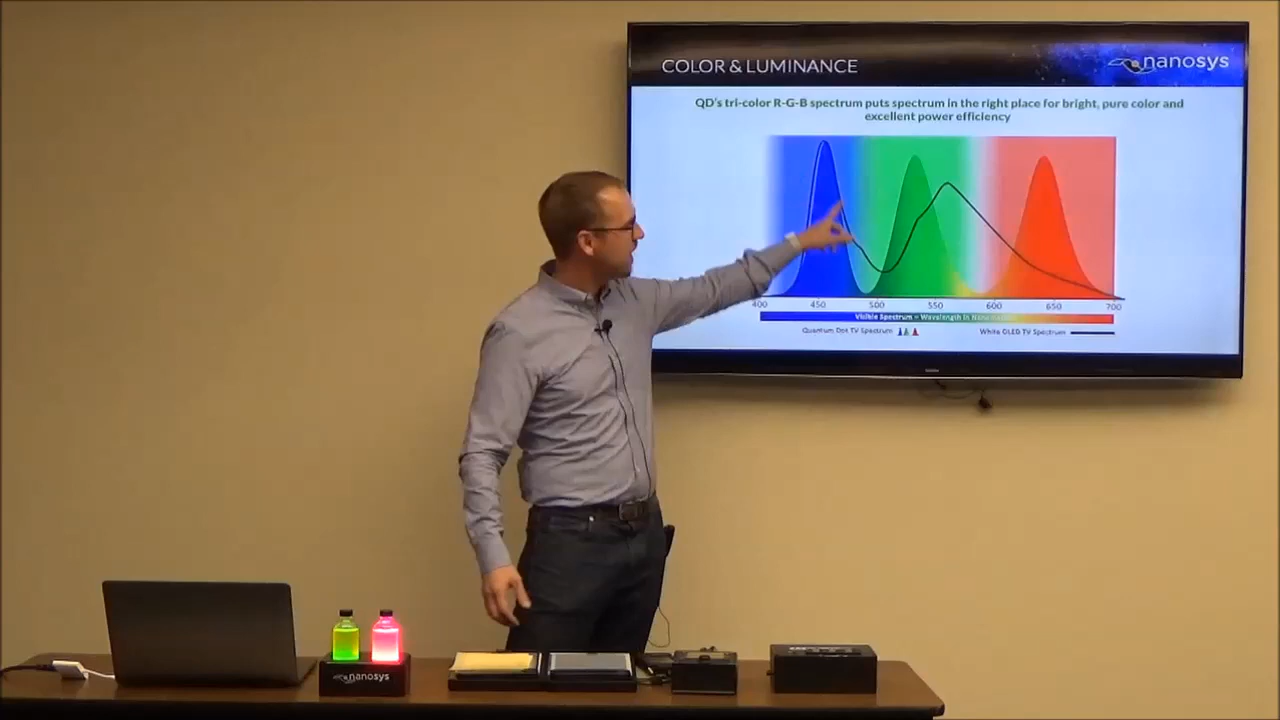 COLOR & LUMINANCE
nanosys
QD's tri-color R-G-B spectrum puts spectrum in the right place for bright, pure color and
excellent power efficiency
400 450 500 550 600 650 700
Visible Spectrum – Wavelength in
Quantum Dot TV Spectrum
White OLED TV Spectrum
nanosys